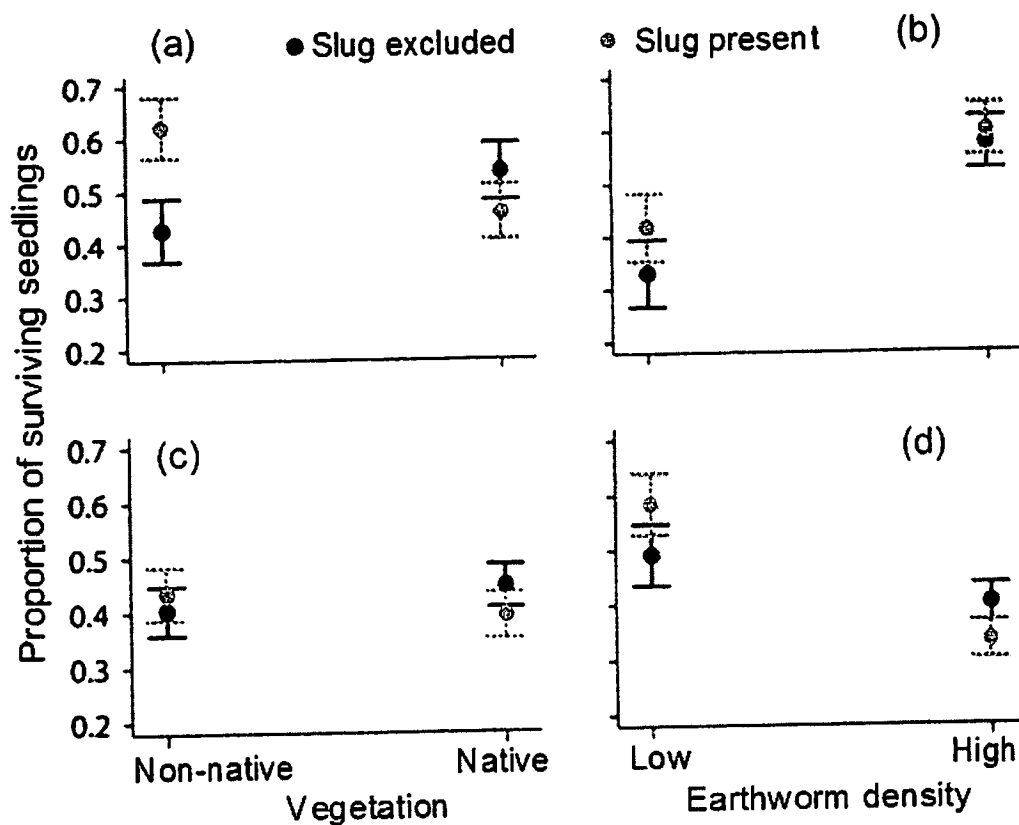 (a) Slug excluded Slug present (b)
0.7
0.6
0.5
0.4
0.3
0.2
Proportion of surviving seedlings
(c) (d)
0.7
0.6
0.5
0.4
0.3
0.2
Non-native Native Low High
Vegetation Earthworm density